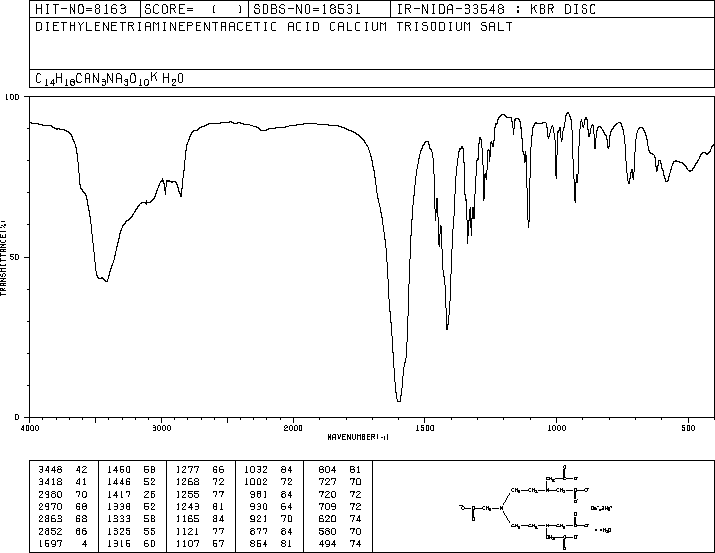 HIT-NO=8163 SCORE= ( ) SDBS-NO=18531 IR-NIDA-33548 : KBR DISC
DIETHYLENETRIAMINEPENTAACETIC ACID CALCIUM TRISODIUM SALT
C14H18CAN3NA3O10·X H2O
100
50
0
TRANSMITTANCE(%)
4000 3000 2000 1500 1000 500
WAVENUMBER(-1)
3448 42 1460 58 1277 66 1032 84 804 81
3418 41 1446 52 1268 72 1002 72 727 70
2980 70 1417 26 1255 77 981 84 720 72
2970 68 1338 62 1243 81 930 64 709 72
2863 68 1333 58 1165 84 921 70 620 74
2852 66 1325 55 1121 77 877 84 580 70
1597 4 1316 60 1107 57 854 81 494 74